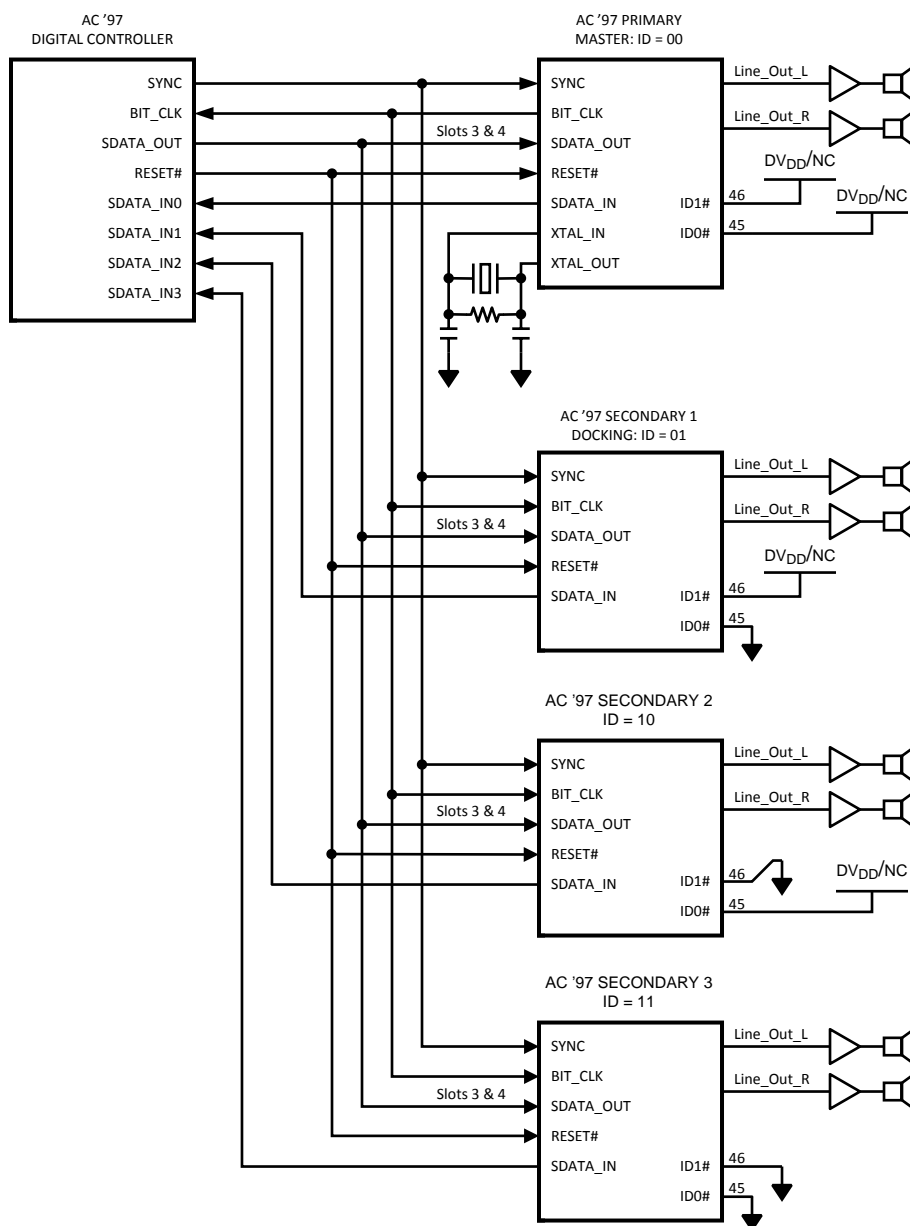 AC '97
DIGITAL CONTROLLER
SYNC
BIT_CLK
SDATA_OUT
RESET#
SDATA_IN0
SDATA_IN1
SDATA_IN2
SDATA_IN3
AC '97 PRIMARY
MASTER: ID = 00
Slots 3 & 4
SYNC
BIT_CLK
SDATA_OUT
RESET#
SDATA_IN
XTAL_IN
XTAL_OUT
ID1#
ID0#
Line_Out_L
Line_Out_R
DVDD/NC
46
DVDD/NC
45
AC '97 SECONDARY 1
DOCKING: ID = 01
Slots 3 & 4
SYNC
BIT_CLK
SDATA_OUT
RESET#
SDATA_IN
ID1#
ID0#
Line_Out_L
Line_Out_R
DVDD/NC
46
45
AC '97 SECONDARY 2
ID = 10
Slots 3 & 4
SYNC
BIT_CLK
SDATA_OUT
RESET#
SDATA_IN
ID1#
ID0#
Line_Out_L
Line_Out_R
46
DVDD/NC
45
AC '97 SECONDARY 3
ID = 11
Slots 3 & 4
SYNC
BIT_CLK
SDATA_OUT
RESET#
SDATA_IN
ID1#
ID0#
Line_Out_L
Line_Out_R
46
45